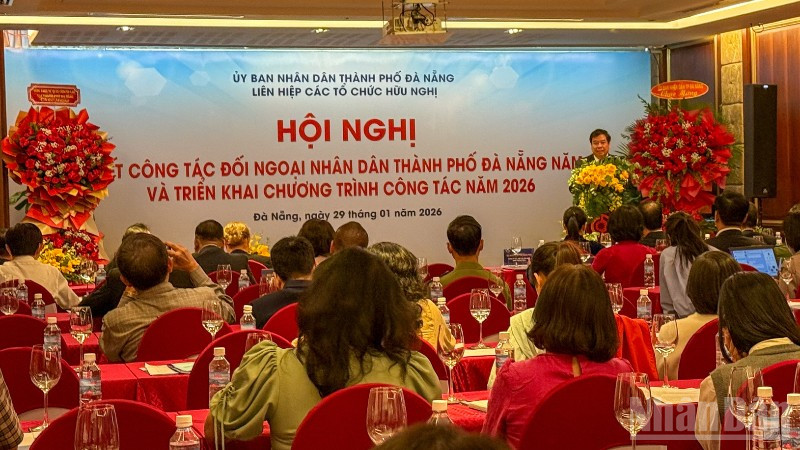 ỦY BAN NHÂN DÂN THÀNH PHỐ ĐÀ NẴNG
LIÊN HIỆP CÁC TỔ CHỨC HỮU NGHỊ
HỘI NGHỊ
T CÔNG TÁC ĐỐI NGOẠI NHÂN DÂN THÀNH PHỐ ĐÀ NẴNG NĂM
VÀ TRIỂN KHAI CHƯƠNG TRÌNH CÔNG TÁC NĂM 2026
Đà Nẵng, ngày 29 tháng 01 năm 2026
NhanDan